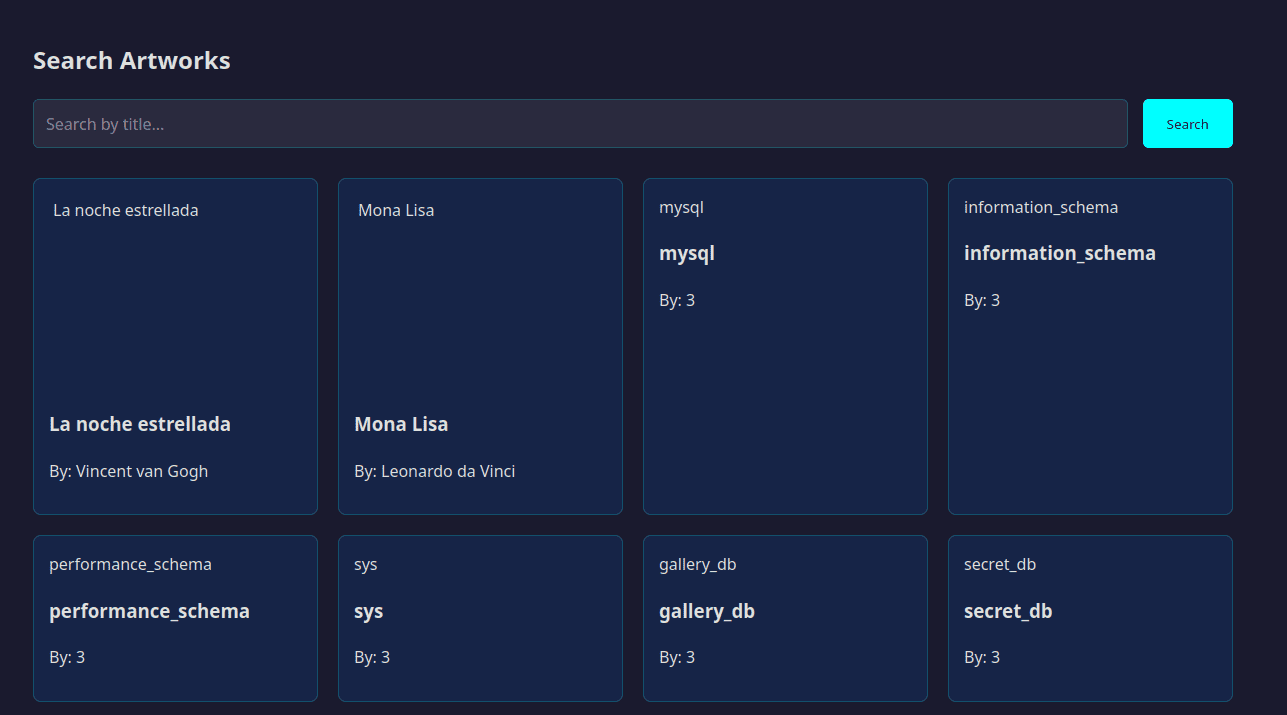 Search Artworks
Search by title...
Search
La noche estrellada
La noche estrellada
By: Vincent van Gogh
Mona Lisa
Mona Lisa
By: Leonardo da Vinci
mysql
mysql
By: 3
information_schema
information_schema
By: 3
performance_schema
performance_schema
By: 3
sys
sys
By: 3
gallery_db
gallery_db
By: 3
secret_db
secret_db
By: 3